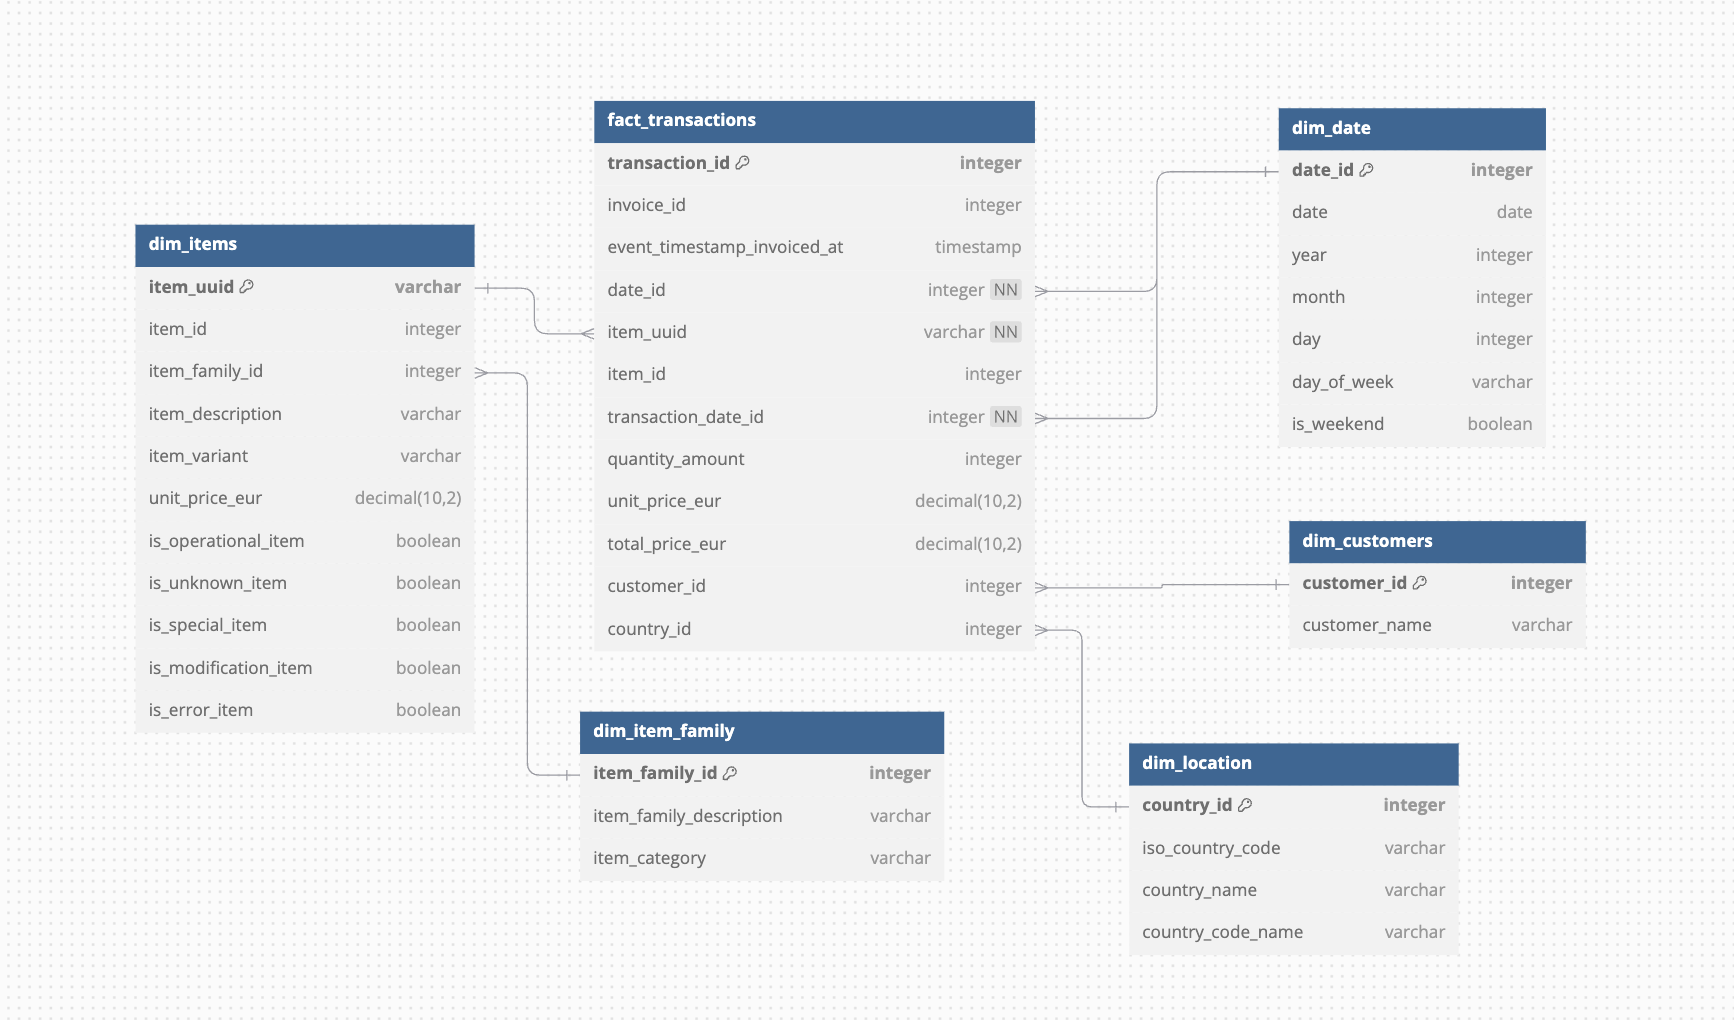 fact_transactions
transaction_id integer
invoice_id integer
event_timestamp_invoiced_at timestamp
date_id integer NN
item_uuid varchar NN
item_id integer
transaction_date_id integer NN
quantity_amount integer
unit_price_eur decimal(10,2)
total_price_eur decimal(10,2)
customer_id integer
country_id integer
dim_date
date_id integer
date date
year integer
month integer
day integer
day_of_week varchar
is_weekend boolean
dim_items
item_uuid varchar
item_id integer
item_family_id integer
item_description varchar
item_variant varchar
unit_price_eur decimal(10,2)
is_operational_item boolean
is_unknown_item boolean
is_special_item boolean
is_modification_item boolean
is_error_item boolean
dim_customers
customer_id integer
customer_name varchar
dim_item_family
item_family_id integer
item_family_description varchar
item_category varchar
dim_location
country_id integer
iso_country_code varchar
country_name varchar
country_code_name varchar